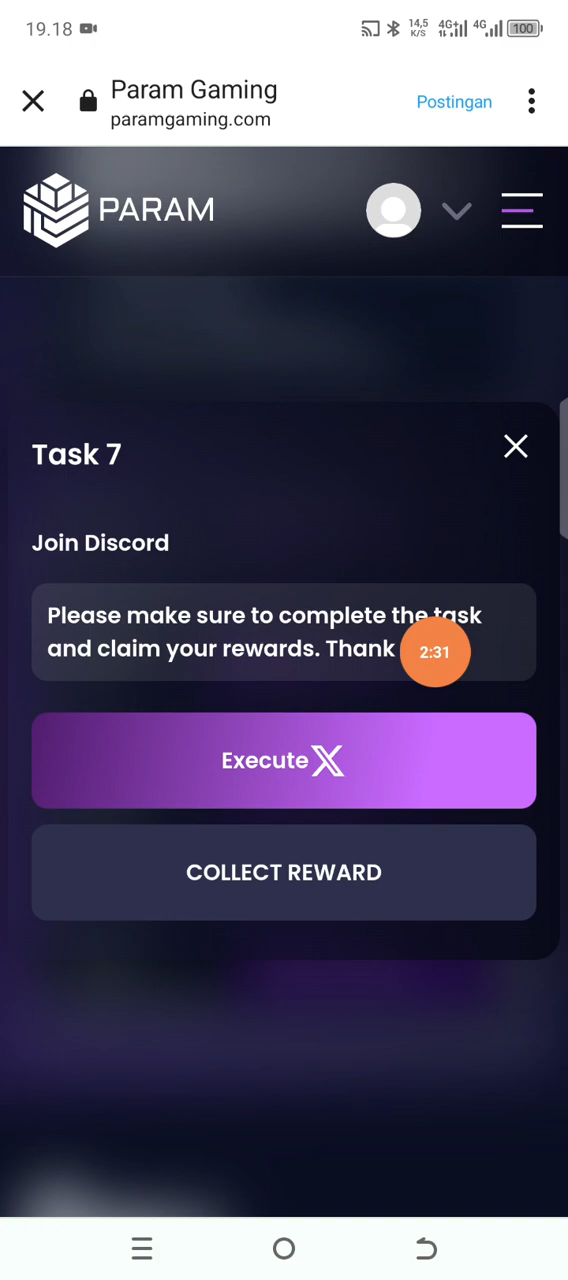 19.18
14,5
K/S
4G+
4G
100
Param Gaming
paramgaming.com
Postingan
PARAM
Task 7
Join Discord
Please make sure to complete the task
and claim your rewards. Thank
2:31
Execute X
COLLECT REWARD